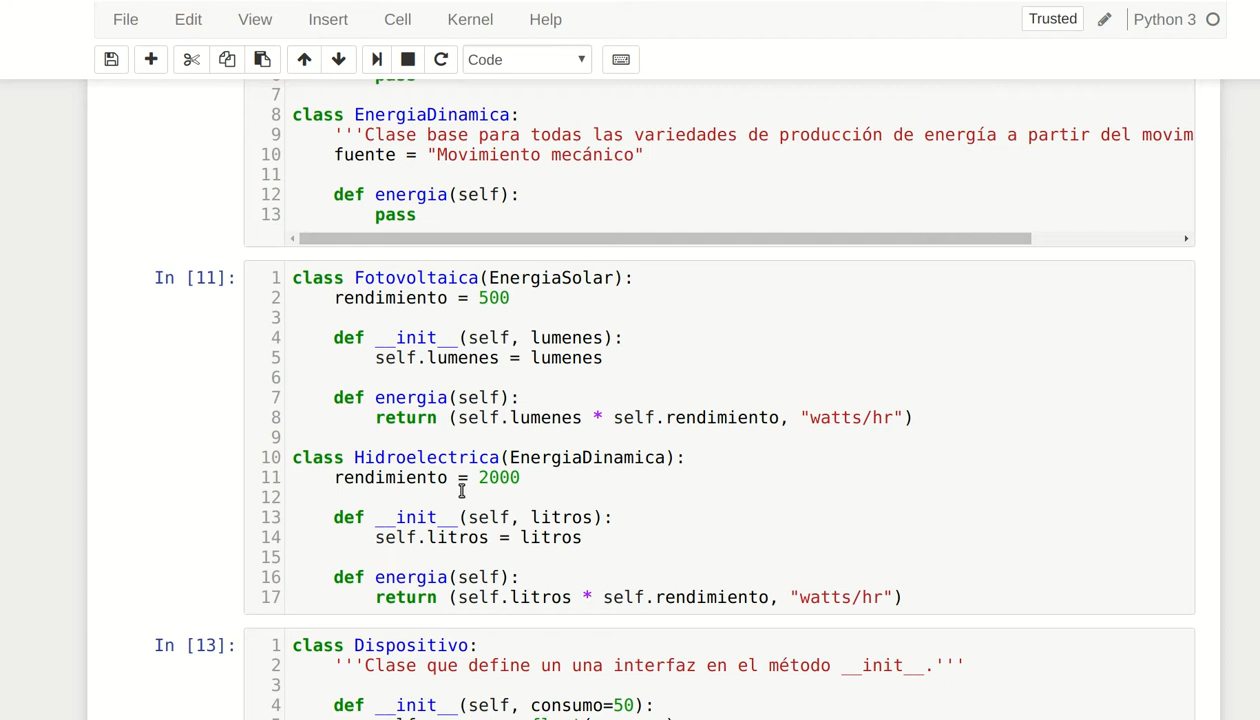 File Edit View Insert Cell Kernel Help Trusted Python 3
Code
6 pass
7
8 class EnergiaDinamica:
9 '''Clase base para todas las variedades de producción de energía a partir del movim
10 fuente = "Movimiento mecánico"
11
12 def energia(self):
13 pass
In [11]: 1 class Fotovoltaica(EnergiaSolar):
2 rendimiento = 500
3
4 def __init__(self, lumenes):
5 self.lumenes = lumenes
6
7 def energia(self):
8 return (self.lumenes * self.rendimiento, "watts/hr")
9
10 class Hidroelectrica(EnergiaDinamica):
11 rendimiento = 2000
12
13 def __init__(self, litros):
14 self.litros = litros
15
16 def energia(self):
17 return (self.litros * self.rendimiento, "watts/hr")
In [13]: 1 class Dispositivo:
2 '''Clase que define un una interfaz en el método __init__.'''
3
4 def __init__(self, consumo=50):